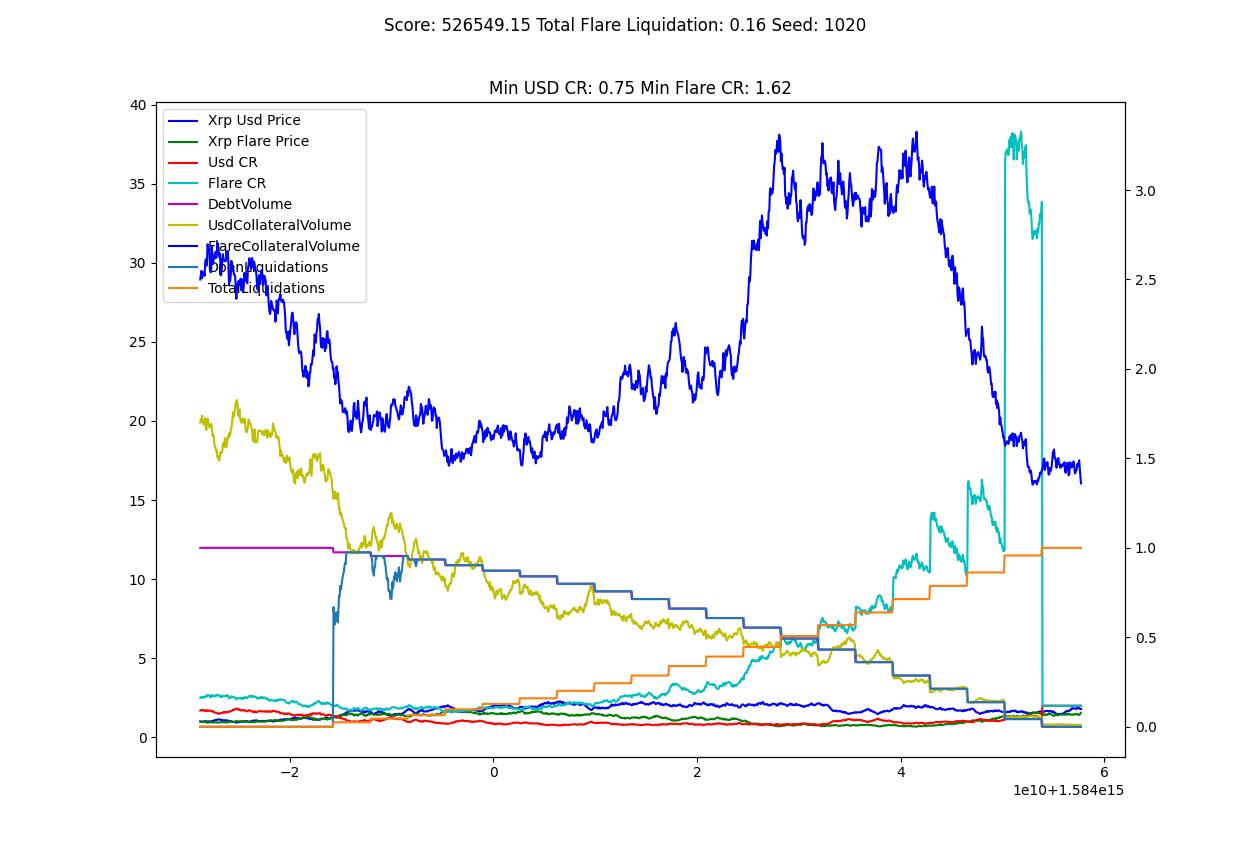 Score: 526549.15 Total Flare Liquidation: 0.16 Seed: 1020
Min USD CR: 0.75 Min Flare CR: 1.62
Xrp Usd Price
Xrp Flare Price
Usd CR
Flare CR
DebtVolume
UsdCollateralVolume
FlareCollateralVolume
OpenLiquidations
TotalLiquidations
40
35
30
25
20
15
10
5
0
3.0
2.5
2.0
1.5
1.0
0.5
0.0
−2
0
2
4
6
1e10+1.584e15